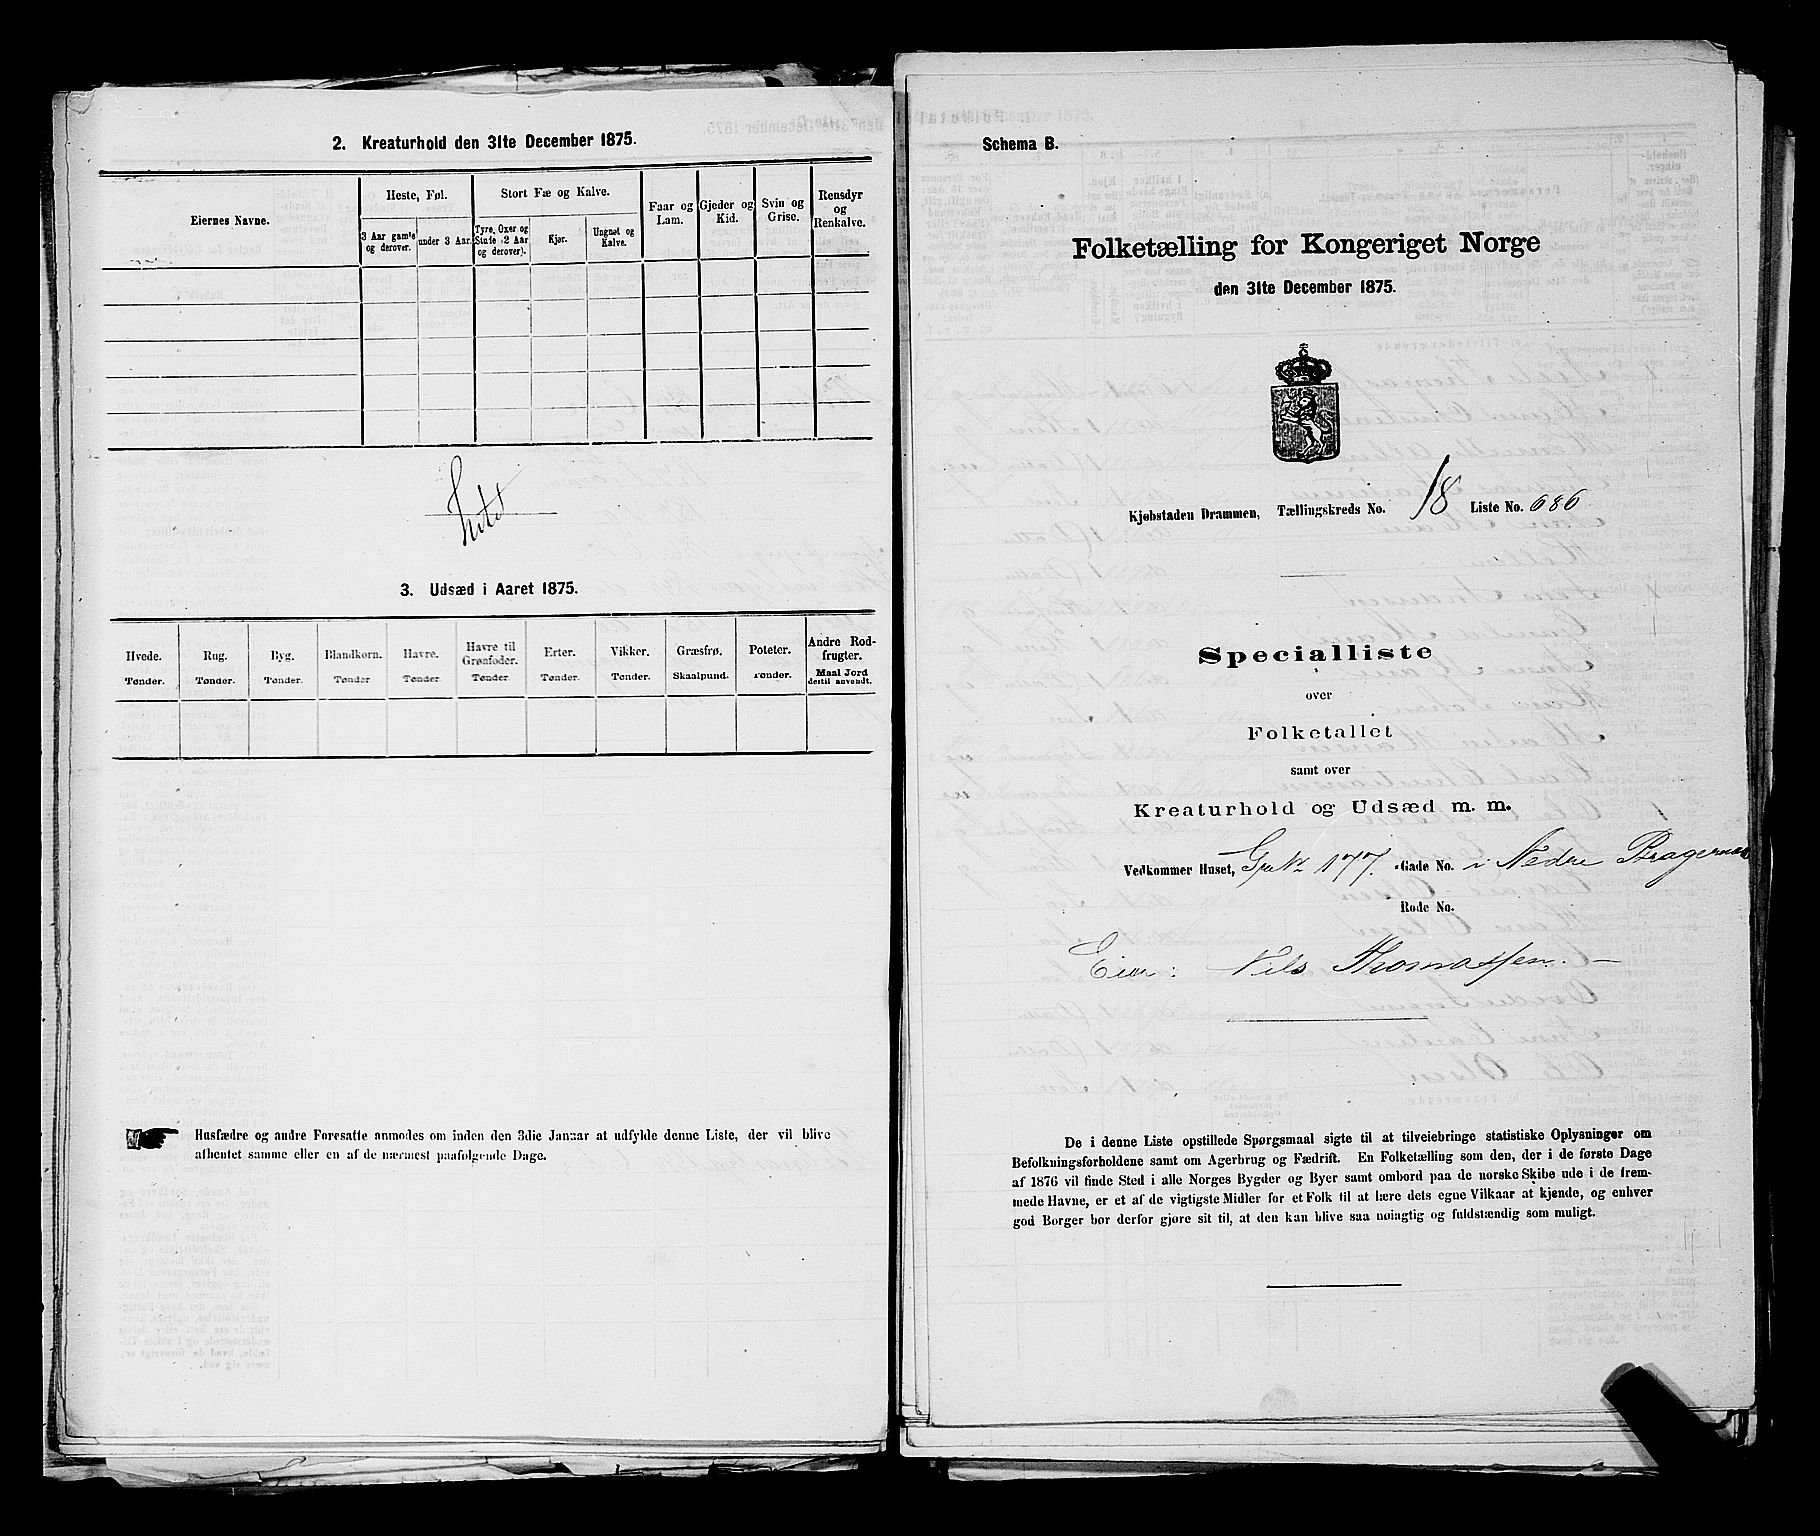 2. Kreaturhold den 31te December 1875.
Eiernes Navne.
Heste, Føl.
Stort Fæ og Kalve.
Faar og Lam.
Gjeder og Kid.
Svin og Grise.
Rensdyr og Renkalve.
3 Aar gamle og derover.
under 3 Aar.
Tyre, Oxer og Stute (2 Aar og derover).
Kjør.
Ungnøt og Kalve.
Intet
3. Udsæd i Aaret 1875.
Hvede. Rug. Byg. Blandkorn. Havre. Havre til Grønfoder. Erter. Vikker. Græsfrø. Poteter. Andre Rodfrugter.
Tønder. Tønder. Tønder. Tønder. Tønder. Tønder. Tønder. Tønder. Skaalpund. Tønder. Maal Jord dertil anvendt.
Husfædre og andre Foresatte anmodes om inden den 3die Januar at udfylde denne Liste, der vil blive
afhentet samme eller en af de nærmest paafølgende Dage.
Schema B.
Folketælling for Kongeriget Norge
den 31te December 1875.
Kjøbstaden Drammen, Tællingskreds No. 18 Liste No. 686
Specialliste
over
Folketallet
samt over
Kreaturhold og Udsæd m. m.
Vedkommer Huset, 177. Gade No. i Nedre Bragernæs
Rode No.
Eier: Nils Thomassen.
De i denne Liste opstillede Spørgsmaal sigte til at tilveiebringe statistiske Oplysninger om
Befolkningsforholdene samt om Agerbrug og Fædrift. En Folketælling som den, der i de første Dage
af 1876 vil finde Sted i alle Norges Bygder og Byer samt ombord paa de norske Skibe ude i de frem-
mede Havne, er et af de vigtigste Midler for et Folk til at lære dets egne Vilkaar at kjende, og enhver
god Borger bør derfor gjøre sit til, at den kan blive saa nøiagtig og fuldstændig som muligt.